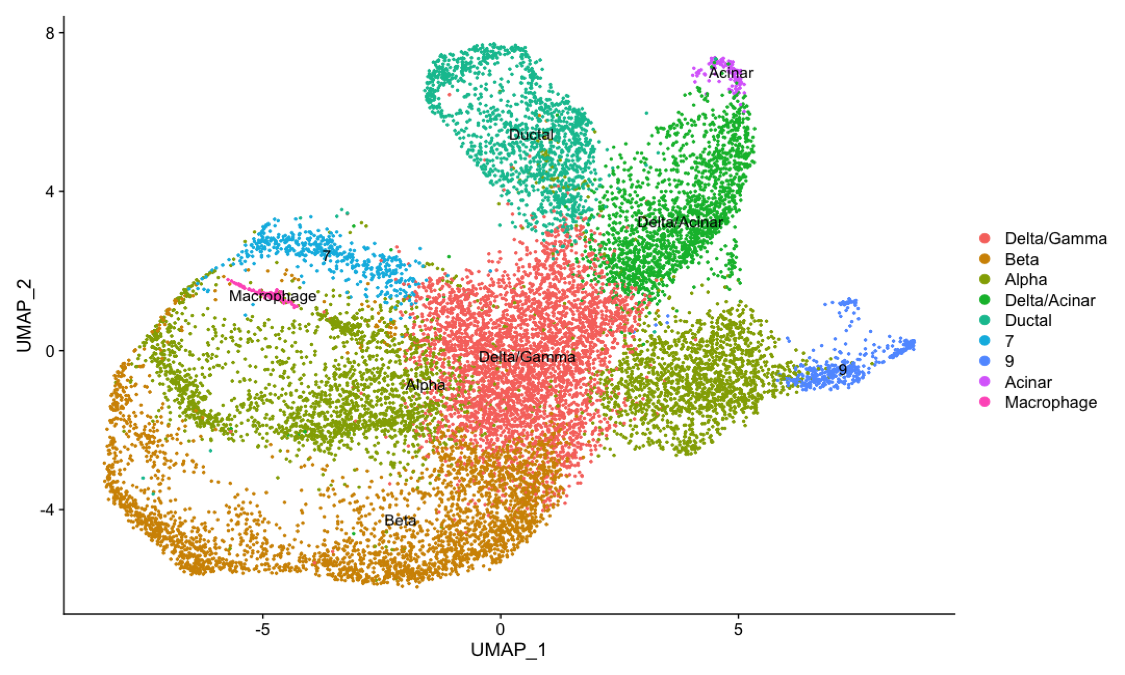 8
4
0
-4
UMAP_2
-5
0
5
UMAP_1
Acinar
Ductal
Delta/Acinar
7
Macrophage
Delta/Gamma
Alpha
9
Beta
Delta/Gamma
Beta
Alpha
Delta/Acinar
Ductal
7
9
Acinar
Macrophage